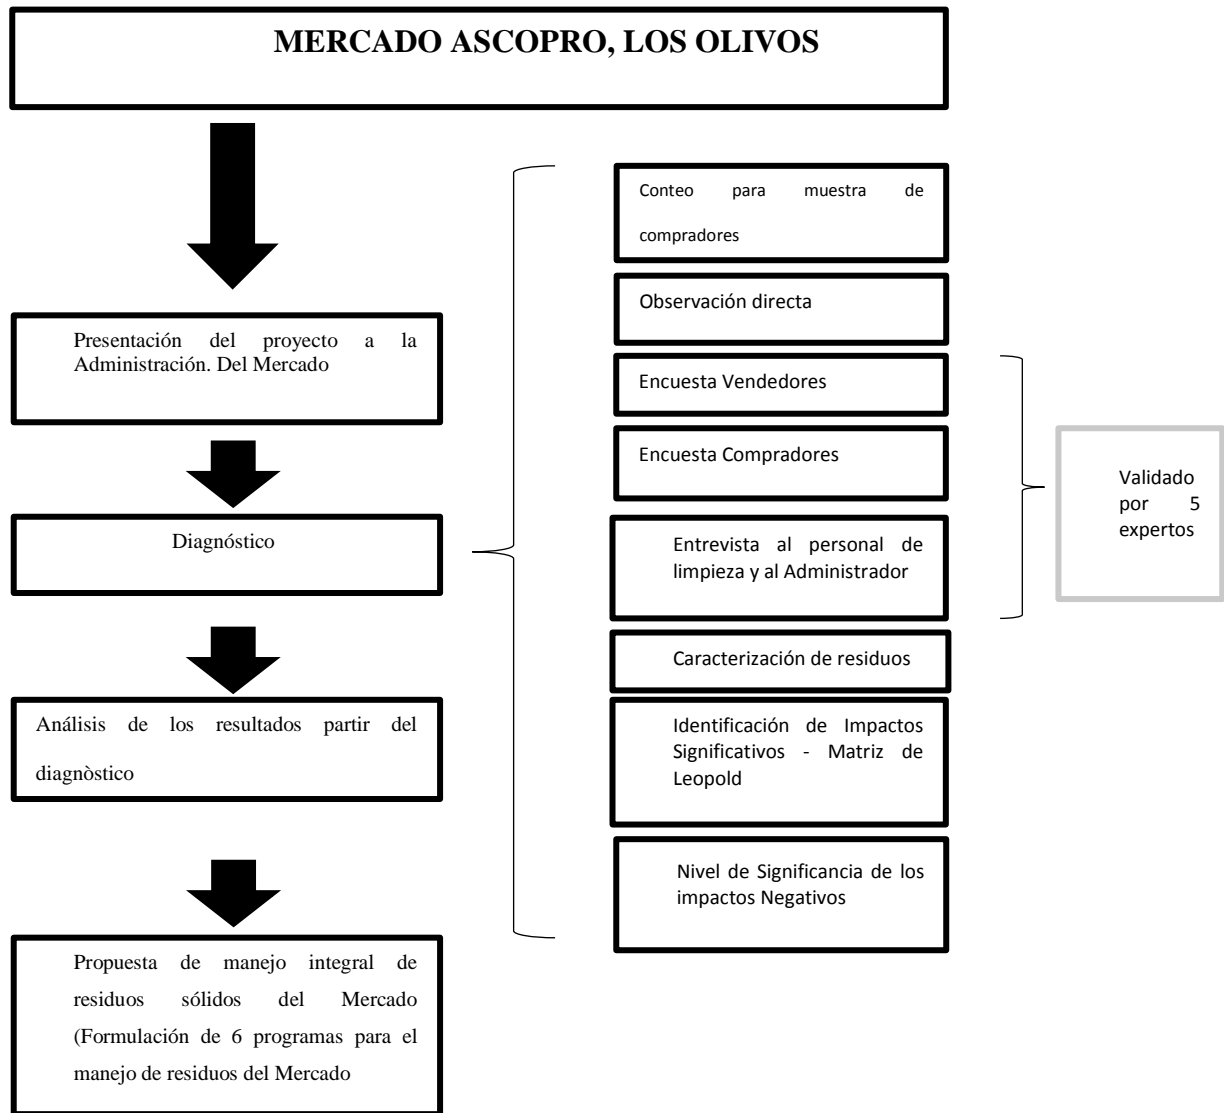 MERCADO ASCOPRO, LOS OLIVOS
Presentación del proyecto a la
Administración. Del Mercado
Diagnóstico
Análisis de los resultados partir del
diagnòstico
Propuesta de manejo integral de
residuos sólidos del Mercado
(Formulación de 6 programas para el
manejo de residuos del Mercado
Conteo para muestra de
compradores
Observación directa
Encuesta Vendedores
Encuesta Compradores
Entrevista al personal de
limpieza y al Administrador
Caracterización de residuos
Identificación de Impactos
Significativos - Matriz de
Leopold
Nivel de Significancia de los
impactos Negativos
Validado
por 5
expertos